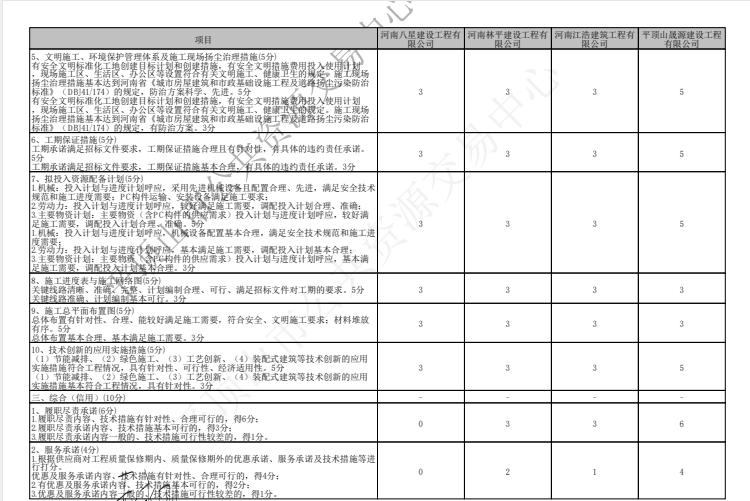 项目
河南八星建设工程有限公司
河南林平建设工程有限公司
河南江浩建筑工程有限公司
平顶山晟源建设工程有限公司
5、文明施工、环境保护管理体系及施工现场扬尘治理措施(5分)
有安全文明标准化工地创建目标计划和创建措施，有安全文明措施费用投入使用计划
，现场施工区、生活区、办公区等设置符合有关文明施工、健康卫生的规定。施工现场
扬尘治理措施基本达到河南省《城市房屋建筑和市政基础设施工程及道路扬尘污染防治
标准》（DBJ41/174）的规定，防治方案科学、先进。5分
有安全文明标准化工地创建目标计划和创建措施，有安全文明措施费用投入使用计划
，现场施工区、生活区、办公区等设置符合有关文明施工、健康卫生的规定。施工现场
扬尘治理措施基本达到河南省《城市房屋建筑和市政基础设施工程及道路扬尘污染防治
标准》（DBJ41/174）的规定，有防治方案。3分
3 3 3 5
6、工期保证措施(5分)
工期承诺满足招标文件要求，工期保证措施合理且有针对性，有具体的违约责任承诺。
5分
工期承诺满足招标文件要求，工期保证措施基本合理，有具体的违约责任承诺。3分
3 3 3 5
7、拟投入资源配备计划(5分)
1.机械：投入计划与进度计划呼应，采用先进机械设备且配置合理、先进，满足安全技术
规范和施工进度需要；PC构件运输、安装设备满足施工要求；
2.劳动力：投入计划与进度计划呼应，较好满足施工需要，调配投入计划合理、准确；
3.主要物资计划：主要物资（含PC构件的供应需求）投入计划与进度计划呼应，较好满
足施工需要，调配投入计划合理、准确。5分
1.机械：投入计划与进度计划呼应，机械设备配置基本合理，满足安全技术规范和施工进
度需要；
2.劳动力：投入计划与进度计划呼应，基本满足施工需要，调配投入计划基本合理；
3.主要物资计划：主要物资（含PC构件的供应需求）投入计划与进度计划呼应，基本满
足施工需要，调配投入计划基本合理。3分
3 3 3 5
8、施工进度表与施工网络图(5分)
关键线路清晰、准确、完整、计划编制合理、可行、满足招标文件对工期的要求。5分
关键线路准确、计划编制基本可行。3分
3 3 3 3
9、施工总平面布置图(5分)
总体布置有针对性、合理、能较好满足施工需要，符合安全、文明施工要求；材料堆放
有序。5分
总体布置基本合理、基本满足施工需要。3分
3 3 3 3
10、技术创新的应用实施措施(5分)
（1）节能减排、（2）绿色施工、（3）工艺创新、（4）装配式建筑等技术创新的应用
实施措施符合工程情况，具有针对性、可行性、经济适用性。5分
（1）节能减排、（2）绿色施工、（3）工艺创新、（4）装配式建筑等技术创新的应用
实施措施基本符合工程情况，具有针对性。3分
3 3 3 5
三、综合（信用）(10分)
- - - -
1、履职尽责承诺(6分)
1.履职尽责内容、技术措施有针对性、合理可行的，得6分；
2.履职尽责承诺内容、技术措施基本可行的，得3分；
3.履职尽责承诺内容一般的、技术措施可行性较差的，得1分。
0 3 3 6
2、服务承诺(4分)
1.根据供应商对工程质量保修期内、质量保修期外的优惠承诺、服务承诺及技术措施等进
行打分。
优惠及服务承诺内容、技术措施有针对性、合理可行的，得4分；
2.有优惠及服务承诺内容、技术措施基本可行的，得2分；
3.优惠及服务承诺内容一般的、技术措施可行性较差的，得1分。
0 2 1 4